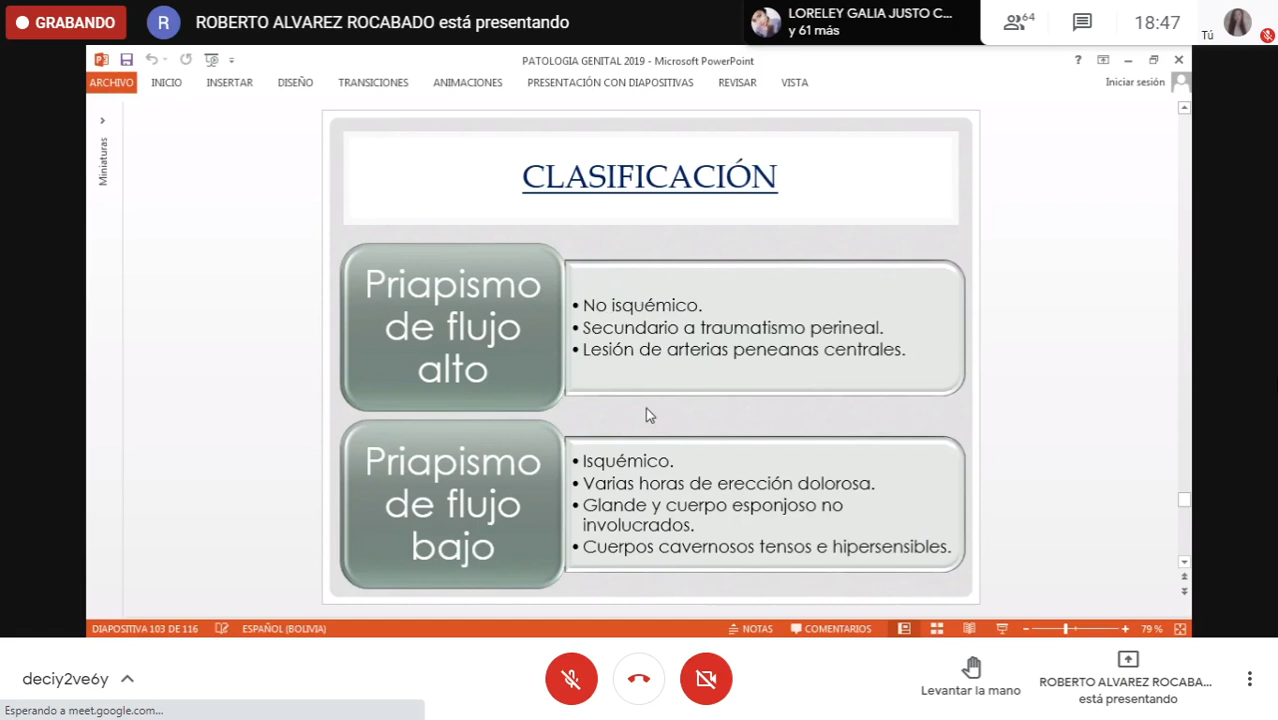 GRABANDO
R
ROBERTO ALVAREZ ROCABADO está presentando
LORELEY GALIA JUSTO C...
y 61 más
64
18:47
Tú
PATOLOGIA GENITAL 2019 - Microsoft PowerPoint
ARCHIVO INICIO INSERTAR DISEÑO TRANSICIONES ANIMACIONES PRESENTACIÓN CON DIAPOSITIVAS REVISAR VISTA
Iniciar sesión
Miniaturas
CLASIFICACIÓN
Priapismo
de flujo
alto
• No isquémico.
• Secundario a traumatismo perineal.
• Lesión de arterias peneanas centrales.
Priapismo
de flujo
bajo
• Isquémico.
• Varias horas de erección dolorosa.
• Glande y cuerpo esponjoso no
involucrados.
• Cuerpos cavernosos tensos e hipersensibles.
DIAPOSITIVA 103 DE 116 ESPAÑOL (BOLIVIA) NOTAS COMENTARIOS 79 %
deciy2ve6y
Levantar la mano
ROBERTO ALVAREZ ROCABA...
está presentando
Esperando a meet.google.com...